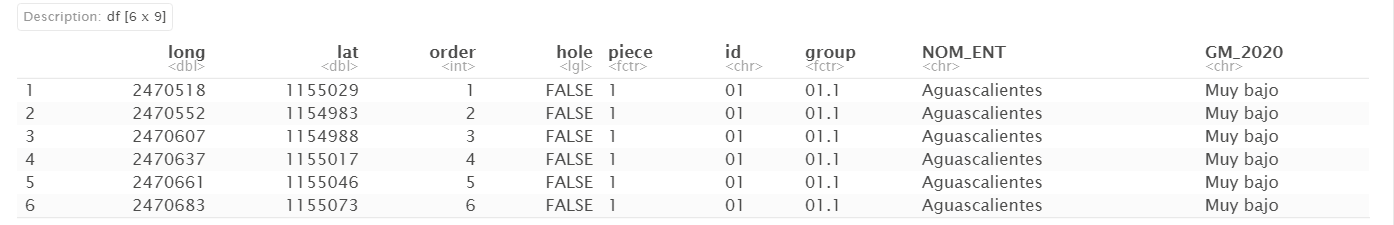 Description: df [6 x 9]
long lat order hole piece id group NOM_ENT GM_2020
<dbl> <dbl> <int> <lgl> <fctr> <chr> <fctr> <chr> <chr>
1 2470518 1155029 1 FALSE 1 01 01.1 Aguascalientes Muy bajo
2 2470552 1154983 2 FALSE 1 01 01.1 Aguascalientes Muy bajo
3 2470607 1154988 3 FALSE 1 01 01.1 Aguascalientes Muy bajo
4 2470637 1155017 4 FALSE 1 01 01.1 Aguascalientes Muy bajo
5 2470661 1155046 5 FALSE 1 01 01.1 Aguascalientes Muy bajo
6 2470683 1155073 6 FALSE 1 01 01.1 Aguascalientes Muy bajo